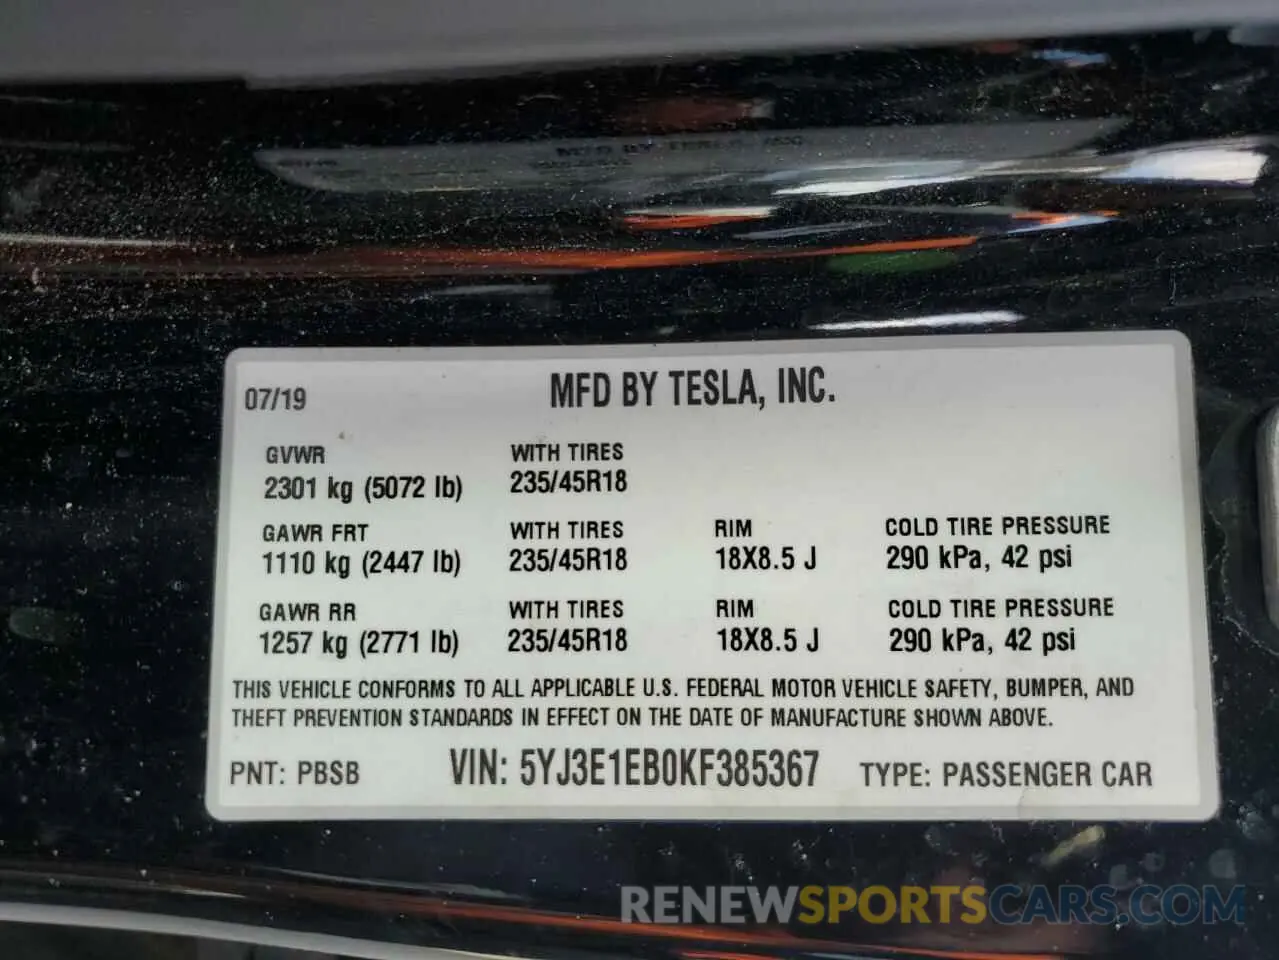 07/19 MFD BY TESLA, INC.
GVWR WITH TIRES
2301 kg (5072 lb) 235/45R18
GAWR FRT WITH TIRES RIM COLD TIRE PRESSURE
1110 kg (2447 lb) 235/45R18 18X8.5 J 290 kPa, 42 psi
GAWR RR WITH TIRES RIM COLD TIRE PRESSURE
1257 kg (2771 lb) 235/45R18 18X8.5 J 290 kPa, 42 psi
THIS VEHICLE CONFORMS TO ALL APPLICABLE U.S. FEDERAL MOTOR VEHICLE SAFETY, BUMPER, AND
THEFT PREVENTION STANDARDS IN EFFECT ON THE DATE OF MANUFACTURE SHOWN ABOVE.
PNT: PBSB VIN: 5YJ3E1EB0KF385367 TYPE: PASSENGER CAR
RENEWSPORTSCARS.COM